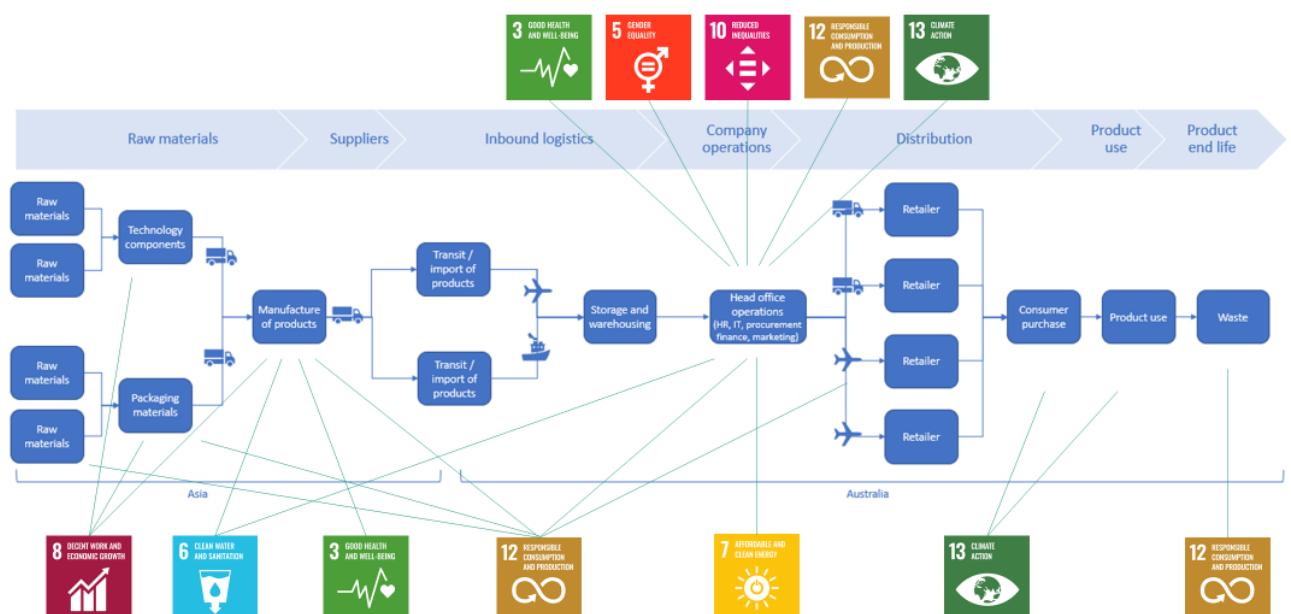 3 GOOD HEALTH
AND WELL-BEING
5 GENDER
EQUALITY
10 REDUCED
INEQUALITIES
12 RESPONSIBLE
CONSUMPTION
AND PRODUCTION
13 CLIMATE
ACTION
Raw materials
Suppliers
Inbound logistics
Company
operations
Distribution
Product
use
Product
end life
Raw
materials
Raw
materials
Technology
components
Raw
materials
Raw
materials
Packaging
materials
Manufacture
of products
Transit /
import of
products
Transit /
import of
products
Storage and
warehousing
Head office
operations
(HR, IT, procurement
finance, marketing)
Retailer
Retailer
Retailer
Retailer
Consumer
purchase
Product use
Waste
Asia
Australia
8 DECENT WORK AND
ECONOMIC GROWTH
6 CLEAN WATER
AND SANITATION
3 GOOD HEALTH
AND WELL-BEING
12 RESPONSIBLE
CONSUMPTION
AND PRODUCTION
7 AFFORDABLE AND
CLEAN ENERGY
13 CLIMATE
ACTION
12 RESPONSIBLE
CONSUMPTION
AND PRODUCTION